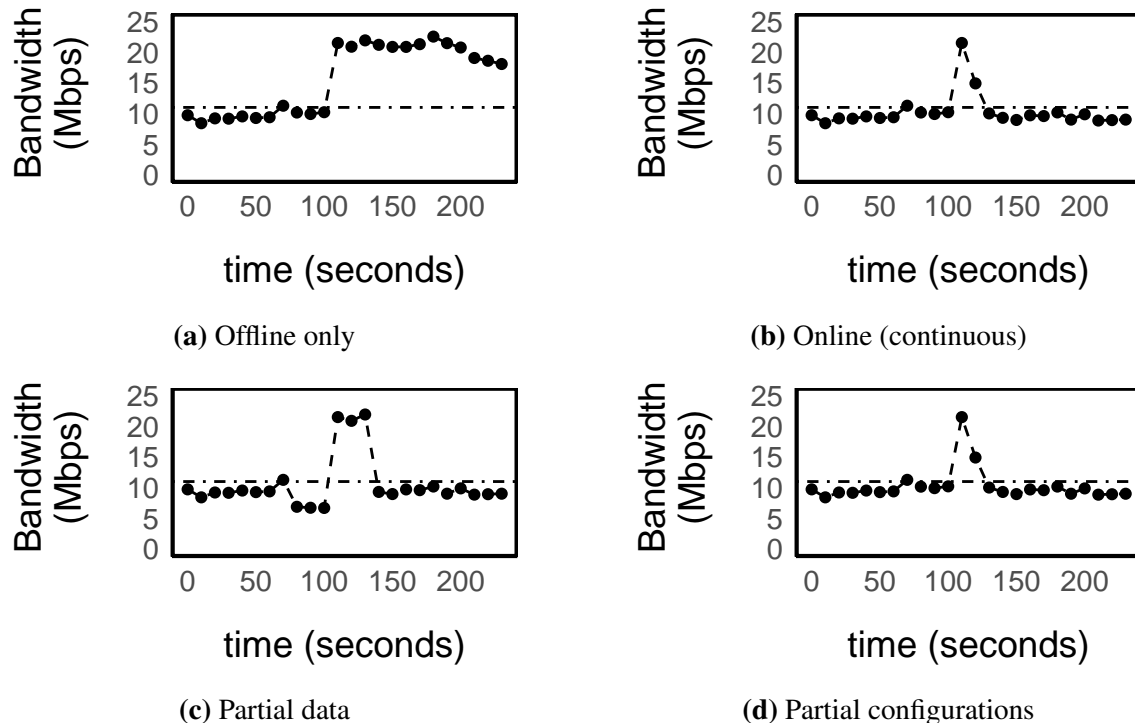 Bandwidth
(Mbps)
25
20
15
10
5
0
0 50 100 150 200
time (seconds)
(a) Offline only
Bandwidth
(Mbps)
25
20
15
10
5
0
0 50 100 150 200
time (seconds)
(b) Online (continuous)
Bandwidth
(Mbps)
25
20
15
10
5
0
0 50 100 150 200
time (seconds)
(c) Partial data
Bandwidth
(Mbps)
25
20
15
10
5
0
0 50 100 150 200
time (seconds)
(d) Partial configurations